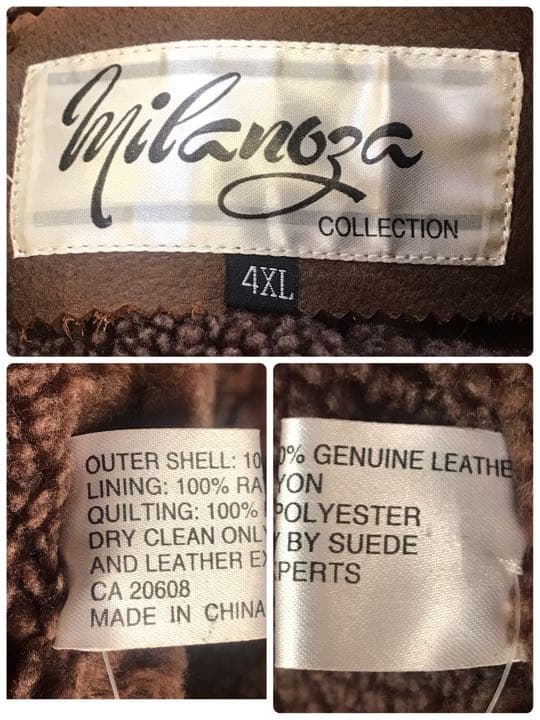 Milanoza
COLLECTION
4XL
OUTER SHELL: 10
LINING: 100% RA
QUILTING: 100%
DRY CLEAN ONLY
AND LEATHER EX
CA 20608
MADE IN CHINA
0% GENUINE LEATHE
YON
POLYESTER
Y BY SUEDE
PERTS